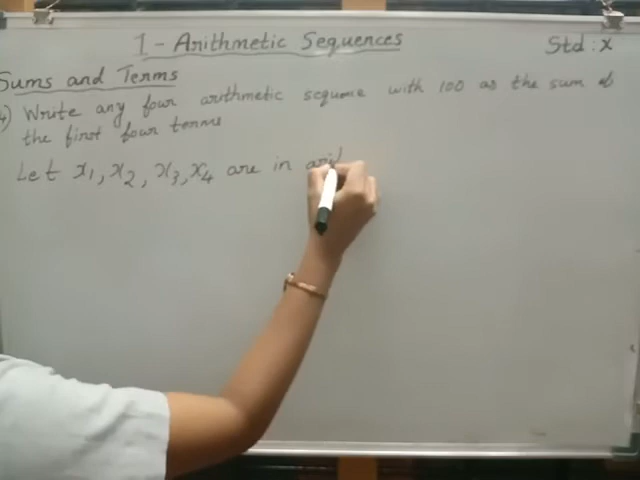 I - Arithmetic Sequences
Std : X
Sums and Terms
4) Write any four arithmetic sequence with 100 as the sum of
the first four terms
Let x1, x2, x3, x4 are in arit